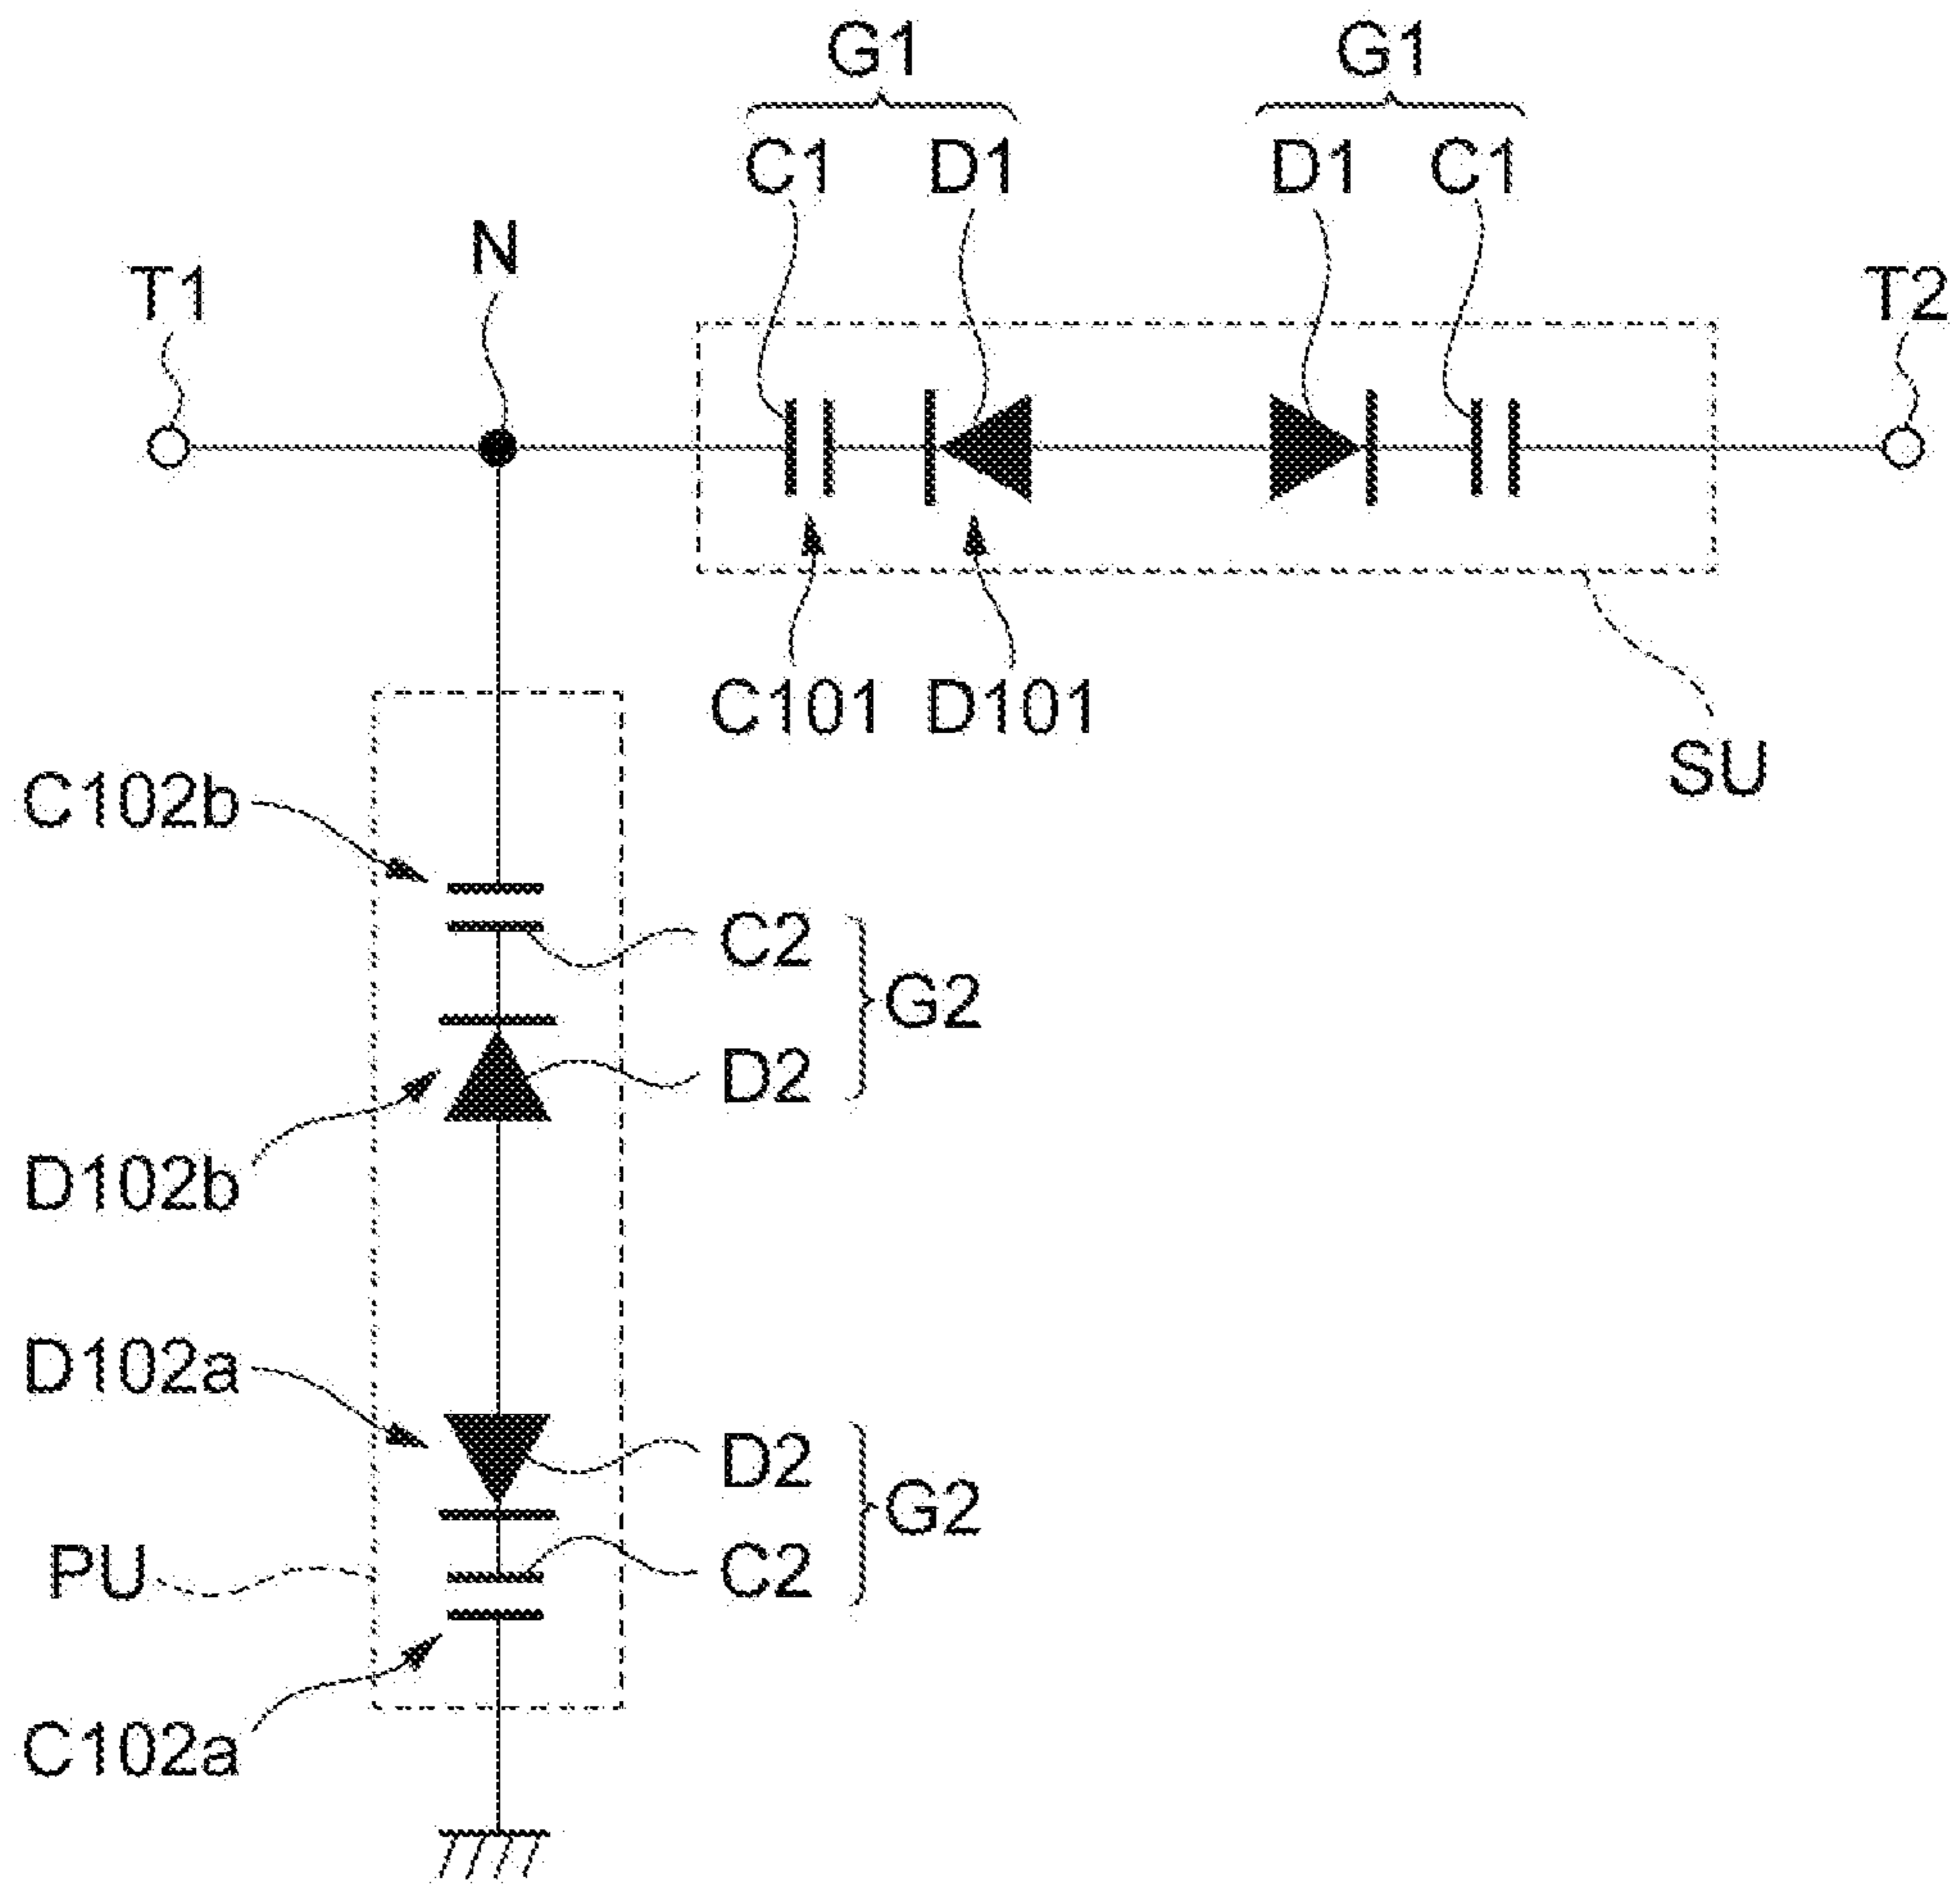 G1 G1
C1 D1 D1 C1
N
T1 T2
C101 D101
SU
C102b
C2
G2
D2
D102b
D102a
D2
G2
PU C2
C102a